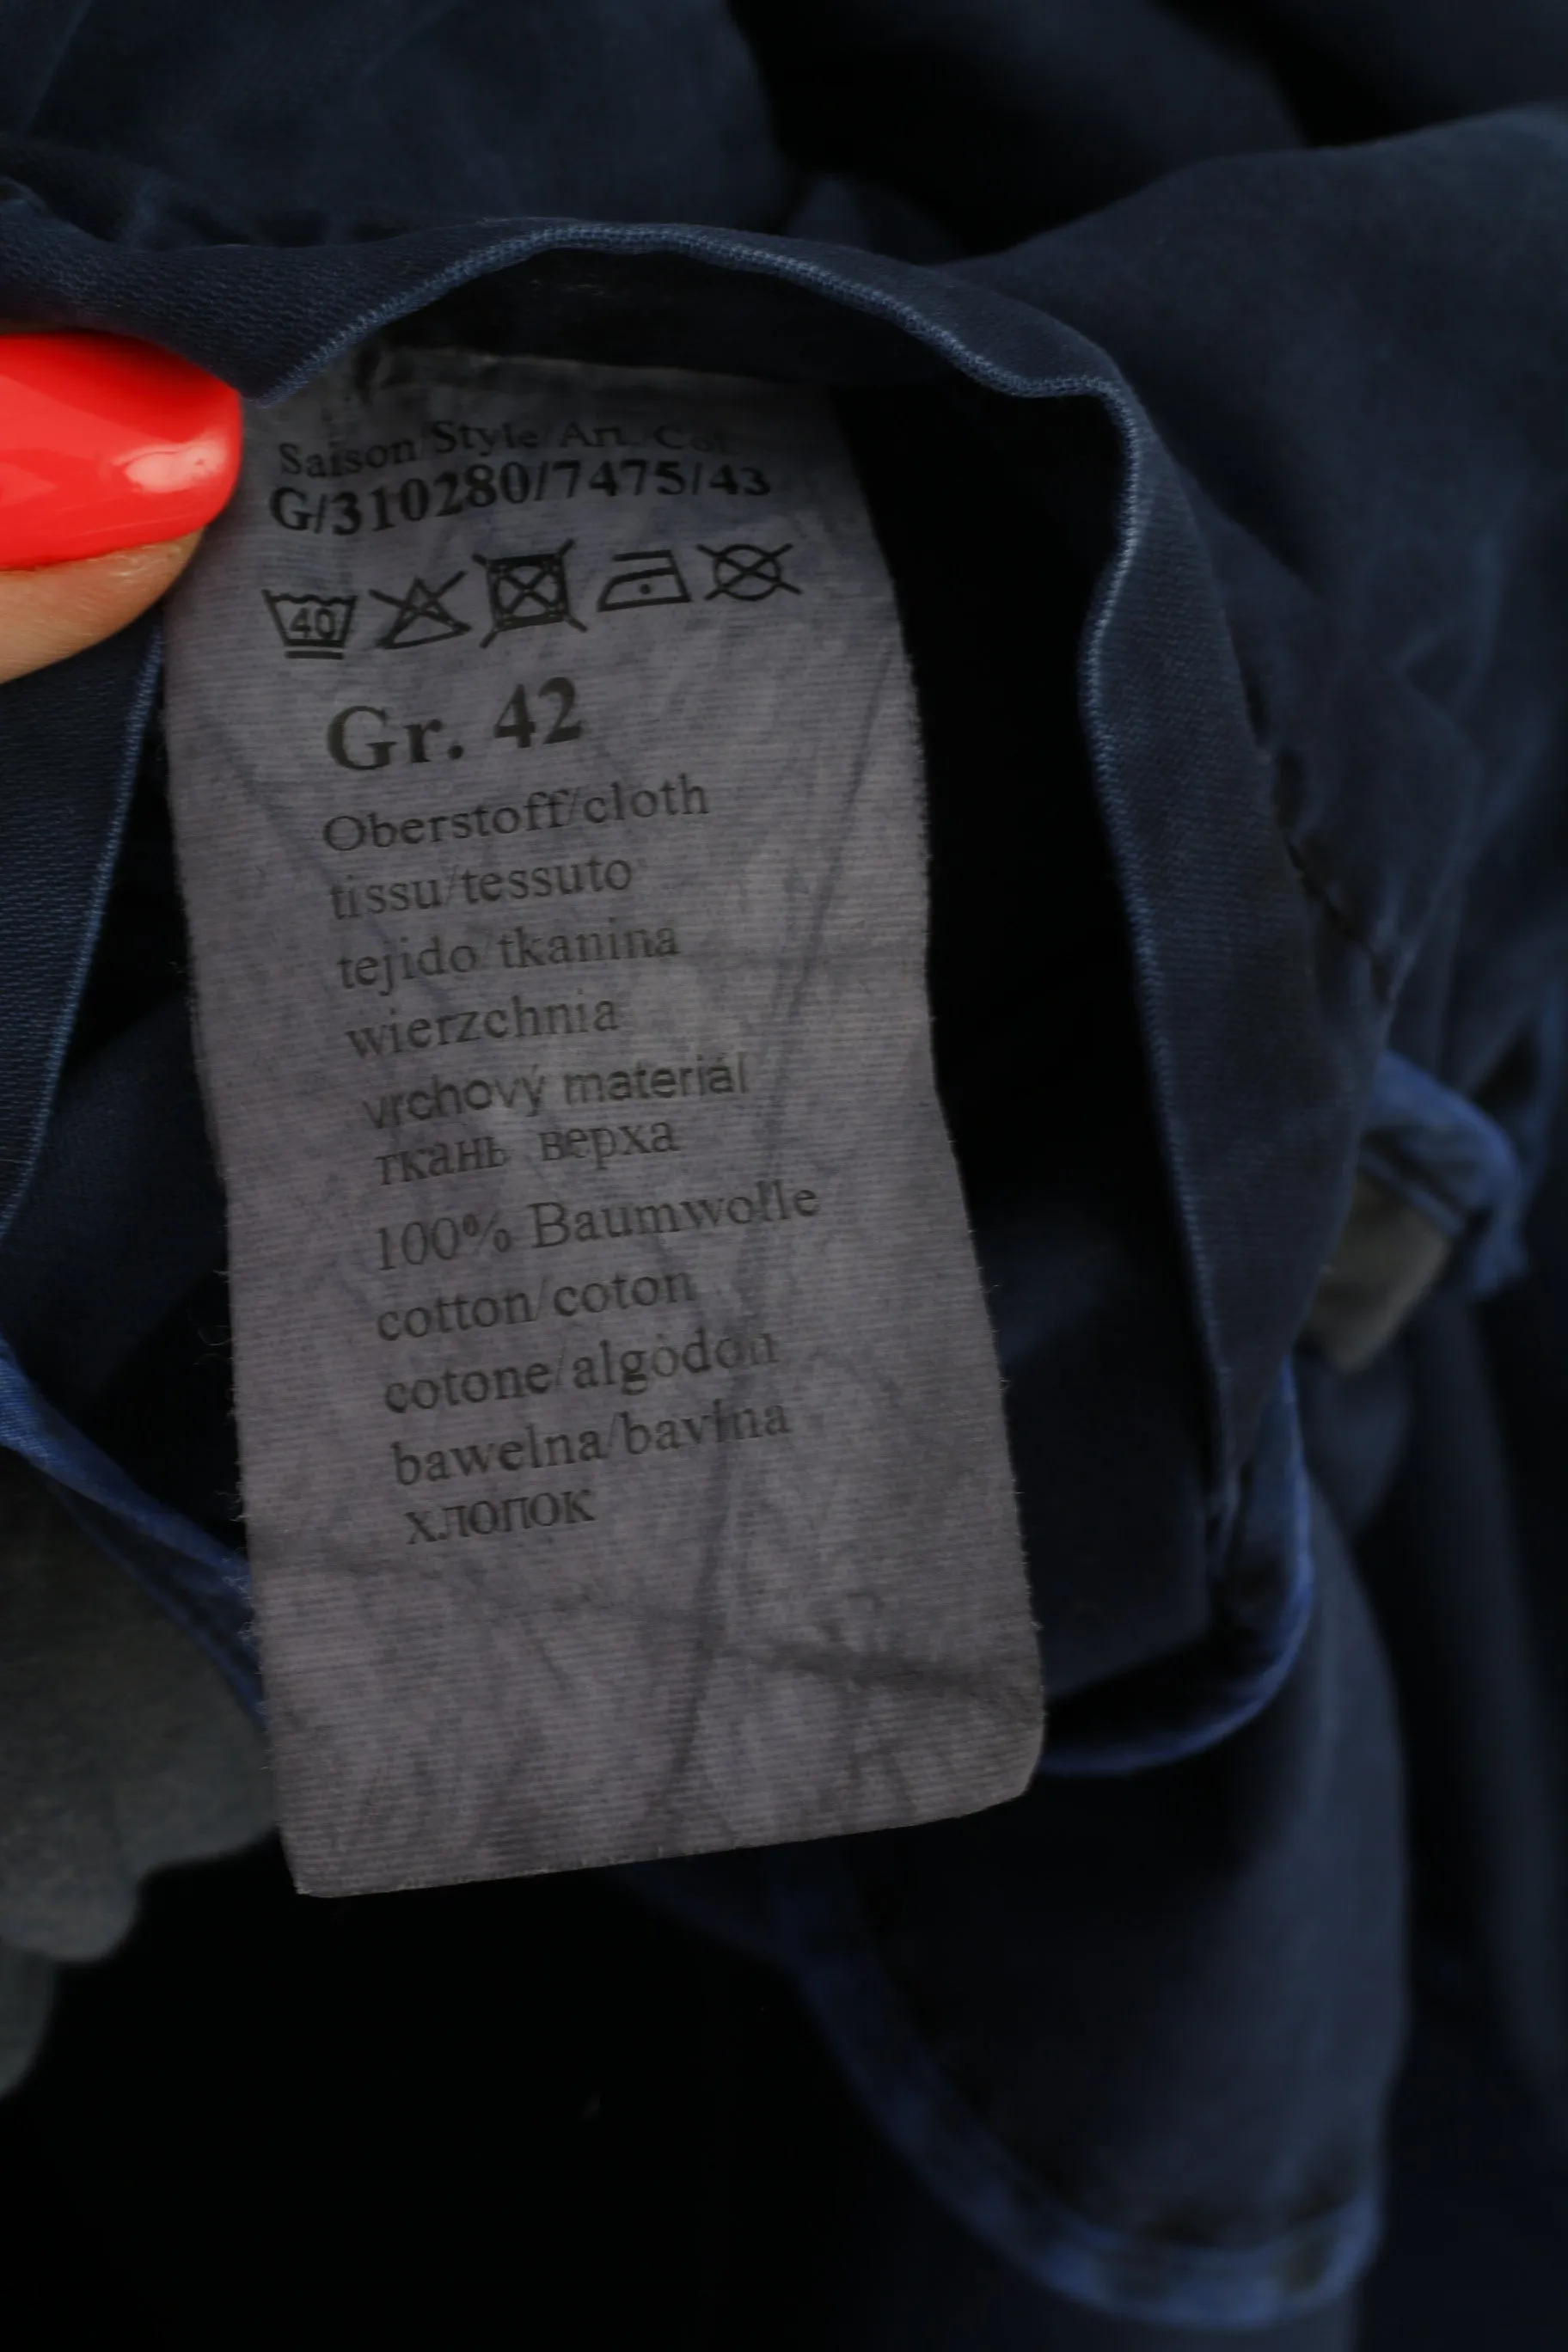 Saison Style Art. Col.
G/310280/7475/43
40
Gr. 42
Oberstoff/cloth
tissu/tessuto
tejido/tkanina
wierzchnia
vrchový materiál
ткань верха
100% Baumwolle
cotton/coton
cotone/algodón
bawelna/bavlna
хлопок